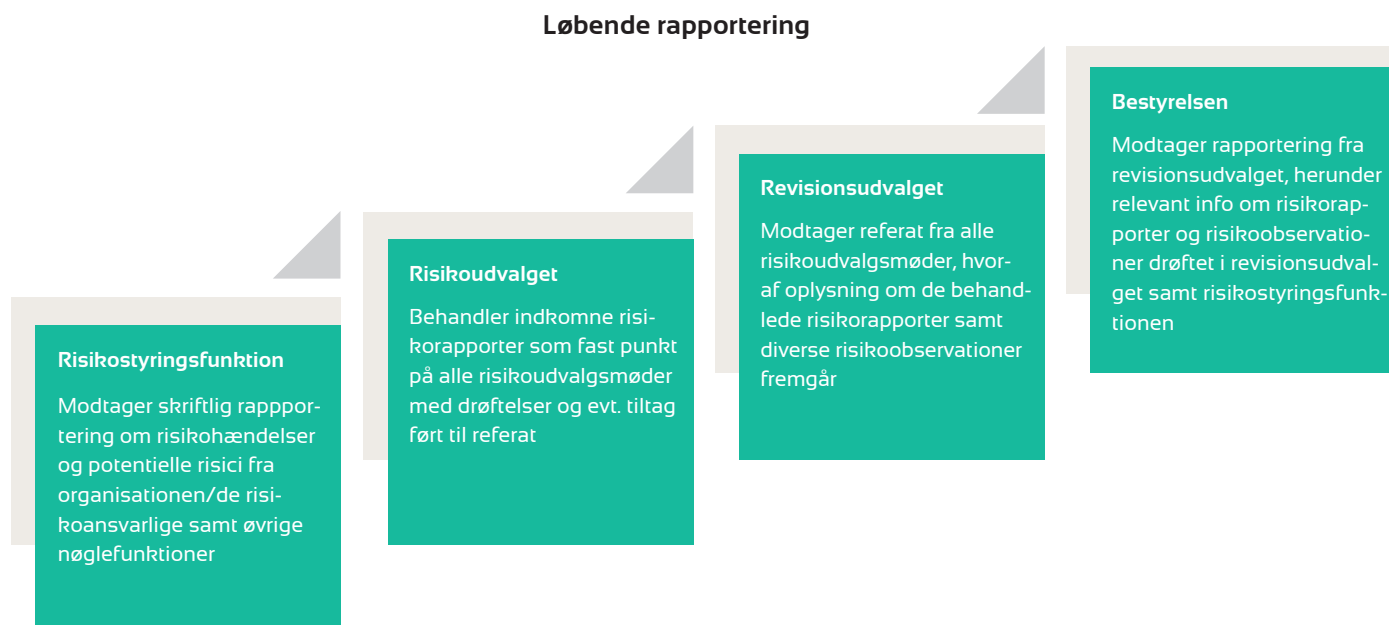 Løbende rapportering
Risikostyringsfunktion
Modtager skriftlig rapppor-
tering om risikohændelser
og potentielle risici fra
organisationen/de risi-
koansvarlige samt øvrige
nøglefunktioner
Risikoudvalget
Behandler indkomne risi-
korapporter som fast punkt
på alle risikoudvalgsmøder
med drøftelser og evt. tiltag
ført til referat
Revisionsudvalget
Modtager referat fra alle
risikoudvalgsmøder, hvor-
af oplysning om de behand-
lede risikorapporter samt
diverse risikoobservationer
fremgår
Bestyrelsen
Modtager rapportering fra
revisionsudvalget, herunder
relevant info om risikorap-
porter og risikoobservatio-
ner drøftet i revisionsudval-
get samt risikostyringsfunk-
tionen